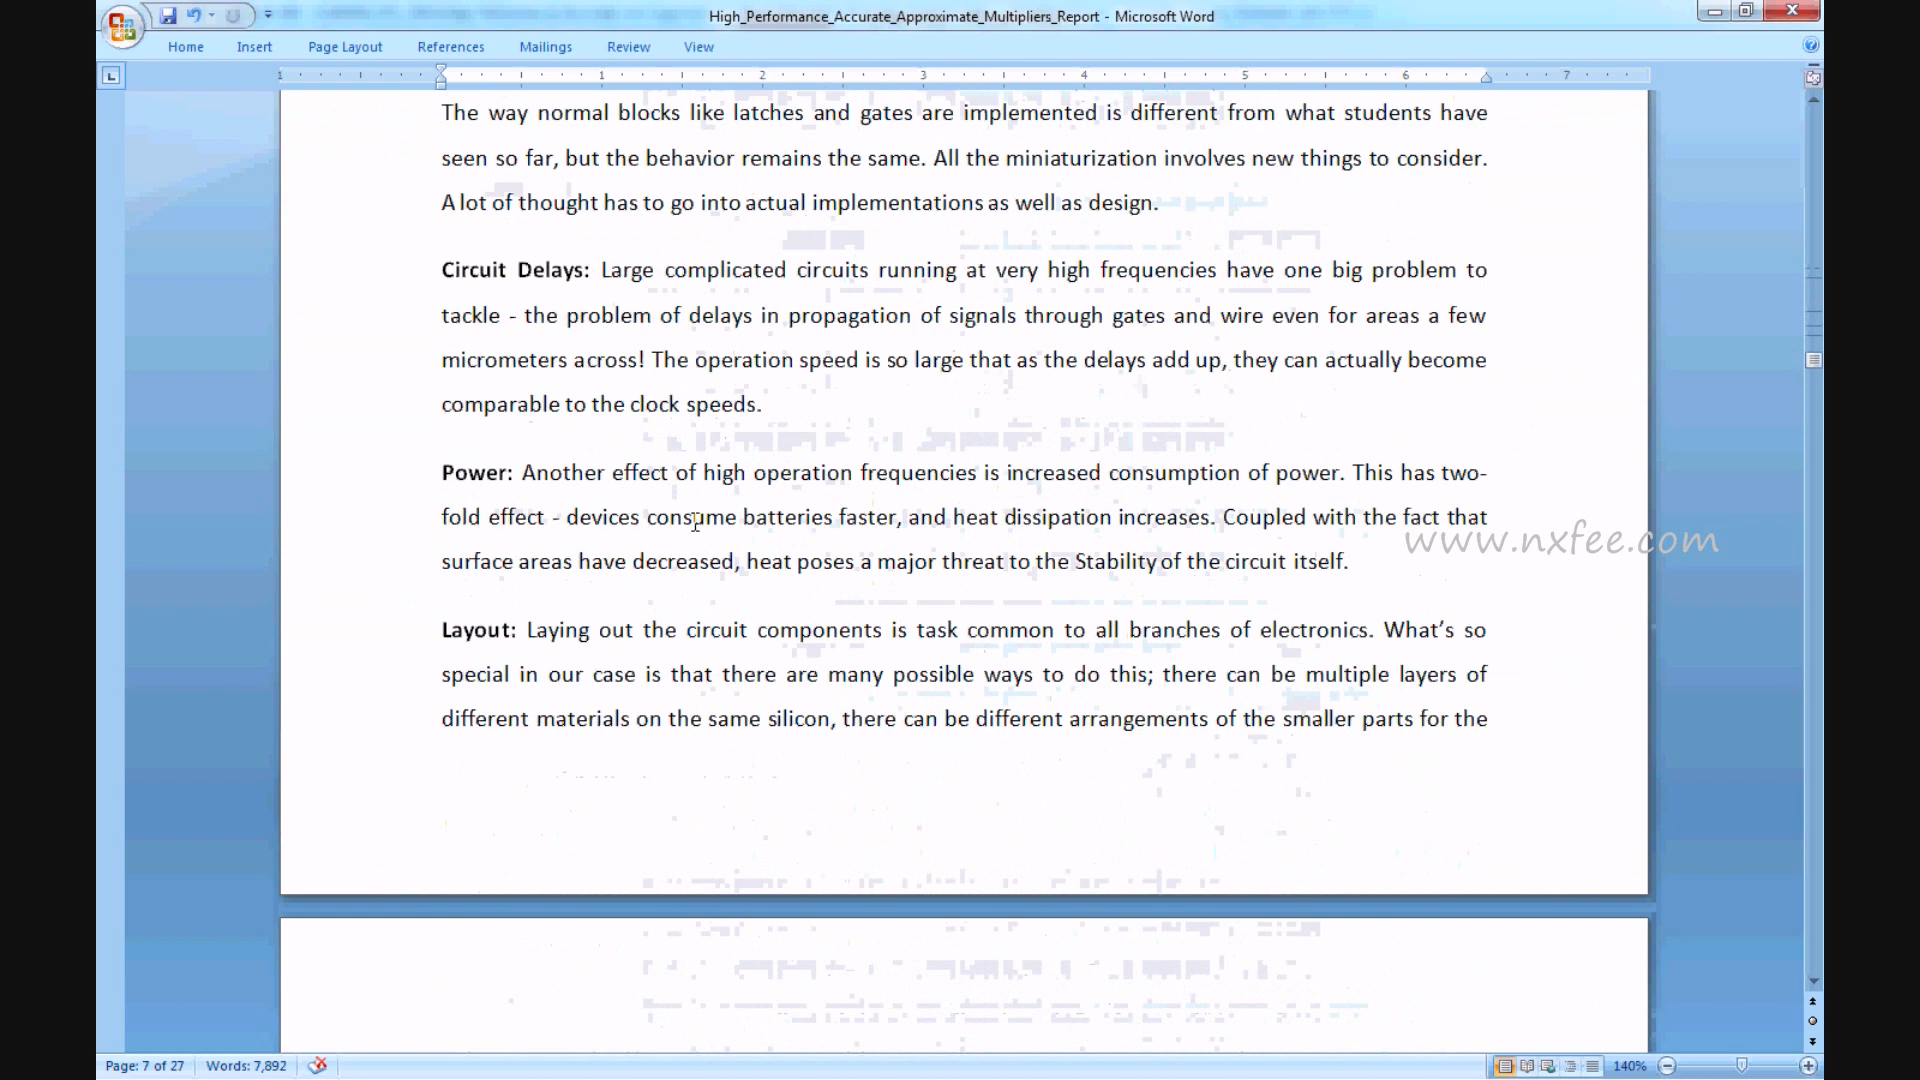 High_Performance_Accurate_Approximate_Multipliers_Report - Microsoft Word
Home Insert Page Layout References Mailings Review View
1 1 2 3 4 5 6 7
The way normal blocks like latches and gates are implemented is different from what students have
seen so far, but the behavior remains the same. All the miniaturization involves new things to consider.
A lot of thought has to go into actual implementations as well as design.
Circuit Delays: Large complicated circuits running at very high frequencies have one big problem to
tackle - the problem of delays in propagation of signals through gates and wire even for areas a few
micrometers across! The operation speed is so large that as the delays add up, they can actually become
comparable to the clock speeds.
Power: Another effect of high operation frequencies is increased consumption of power. This has two-
fold effect - devices consume batteries faster, and heat dissipation increases. Coupled with the fact that
surface areas have decreased, heat poses a major threat to the Stability of the circuit itself.
www.nxfee.com
Layout: Laying out the circuit components is task common to all branches of electronics. What’s so
special in our case is that there are many possible ways to do this; there can be multiple layers of
different materials on the same silicon, there can be different arrangements of the smaller parts for the
Page: 7 of 27 Words: 7,892 140%